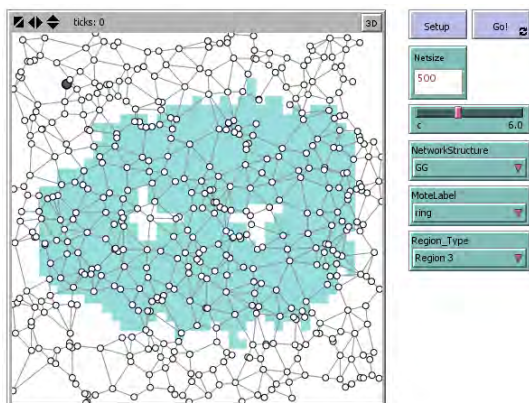 ticks: 0
3D
Setup
Go!
Netsize
500
c
6.0
NetworkStructure
GG
MoteLabel
ring
Region_Type
Region 3